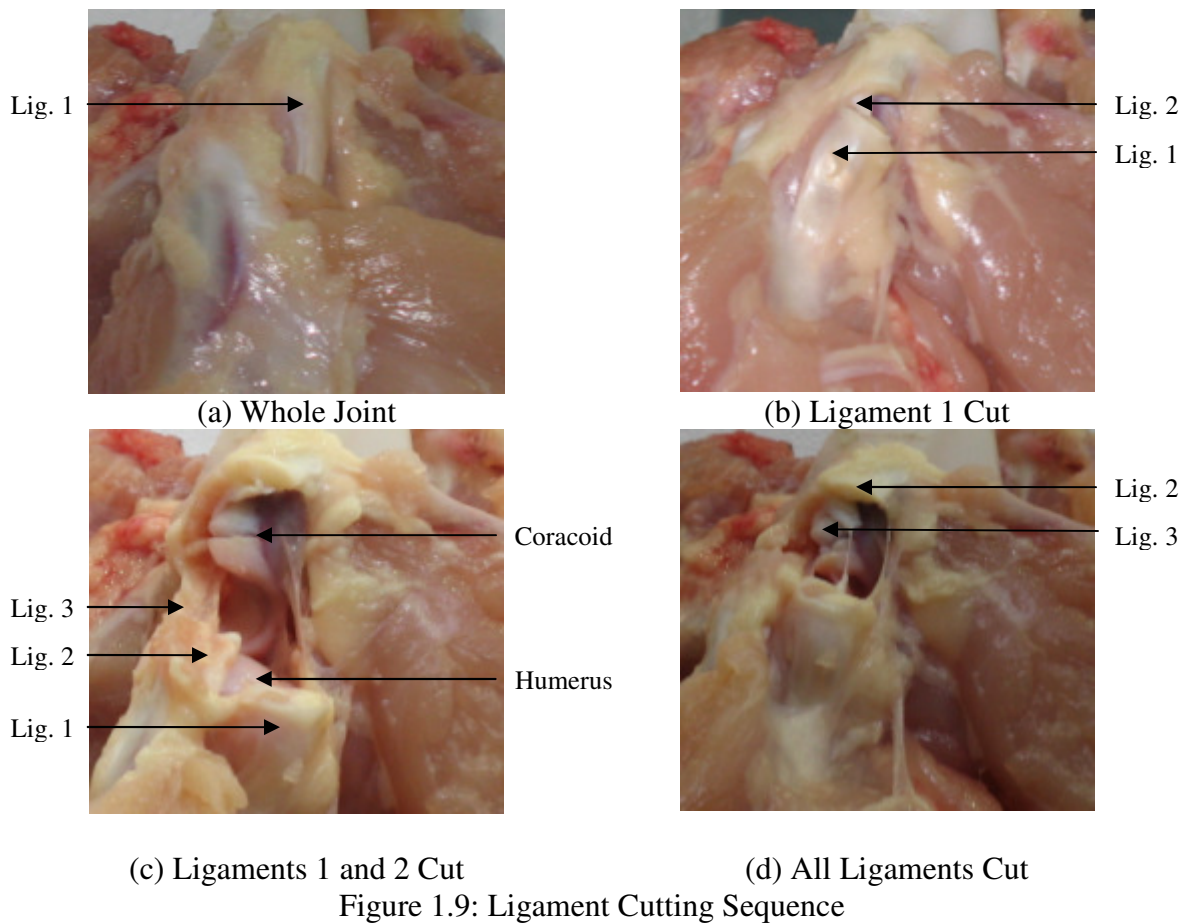 Lig. 1
Lig. 2
Lig. 1
(a) Whole Joint
(b) Ligament 1 Cut
Lig. 3
Lig. 2
Lig. 1
Coracoid
Humerus
Lig. 2
Lig. 3
(c) Ligaments 1 and 2 Cut
(d) All Ligaments Cut
Figure 1.9: Ligament Cutting Sequence